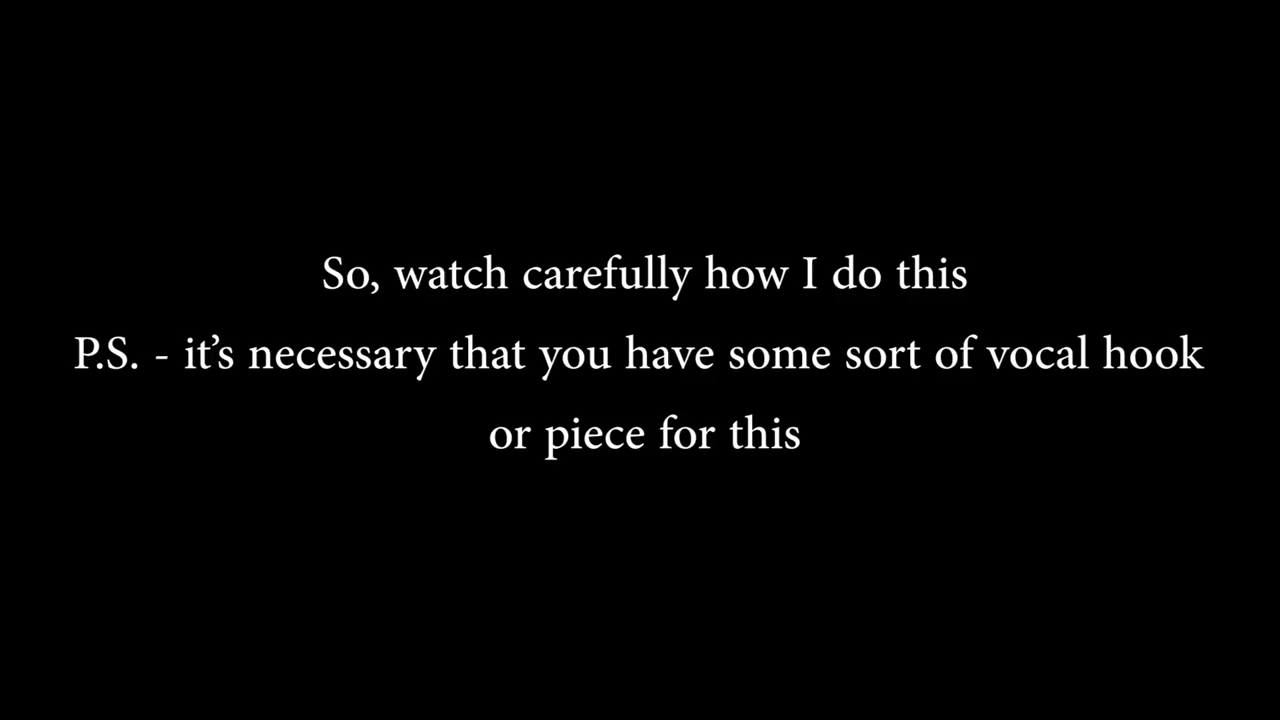 So, watch carefully how I do this
P.S. - it’s necessary that you have some sort of vocal hook
or piece for this